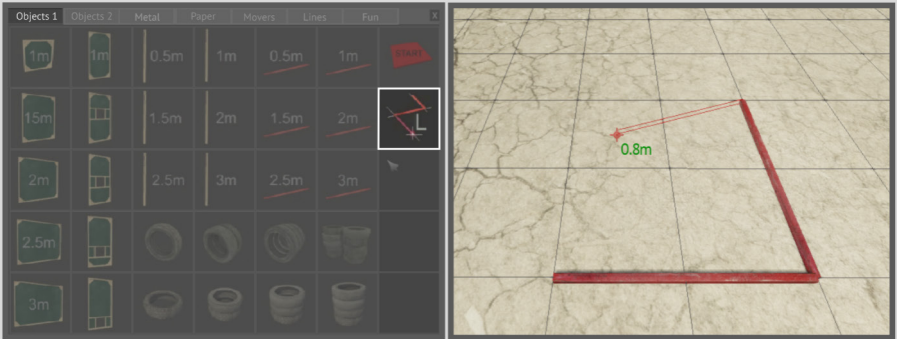 Objects 1 Objects 2 Metal Paper Movers Lines Fun X
1m 1m 0.5m 1m 0.5m 1m START
15m 1.5m 2m 1.5m 2m L
2m 2.5m 3m 2.5m 3m
2.5m
3m
0.8m